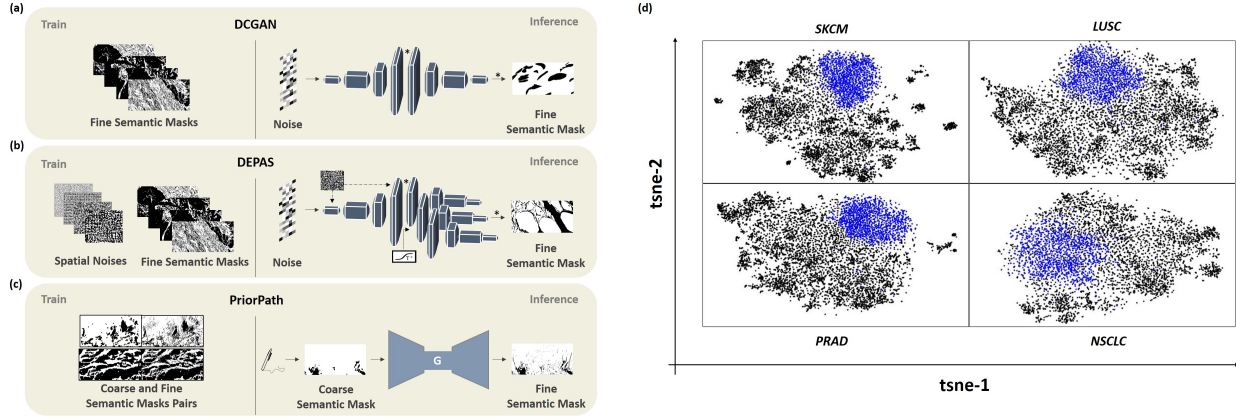 (a)
Train
DCGAN
Inference
*
*
Fine Semantic Masks
Noise
Fine
Semantic Mask
(b)
Train
DEPAS
Inference
*
*
Spatial Noises
Fine Semantic Masks
Noise
Fine
Semantic Mask
(c)
Train
PriorPath
Inference
G
Coarse and Fine
Semantic Masks Pairs
Coarse
Semantic Mask
Fine
Semantic Mask
(d)
SKCM
LUSC
tsne-2
PRAD
NSCLC
tsne-1